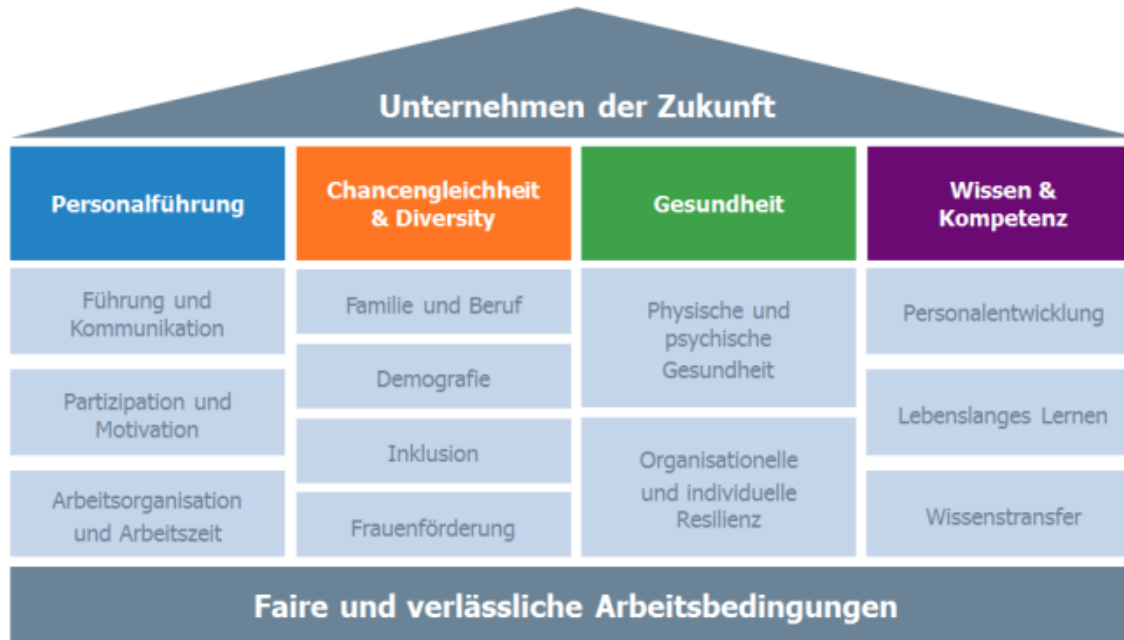 Unternehmen der Zukunft
Personalführung
Führung und
Kommunikation
Partizipation und
Motivation
Arbeitsorganisation
und Arbeitszeit
Chancengleichheit
& Diversity
Familie und Beruf
Demografie
Inklusion
Frauenförderung
Gesundheit
Physische und
psychische
Gesundheit
Organisationelle
und individuelle
Resilienz
Wissen &
Kompetenz
Personalentwicklung
Lebenslanges Lernen
Wissenstransfer
Faire und verlässliche Arbeitsbedingungen